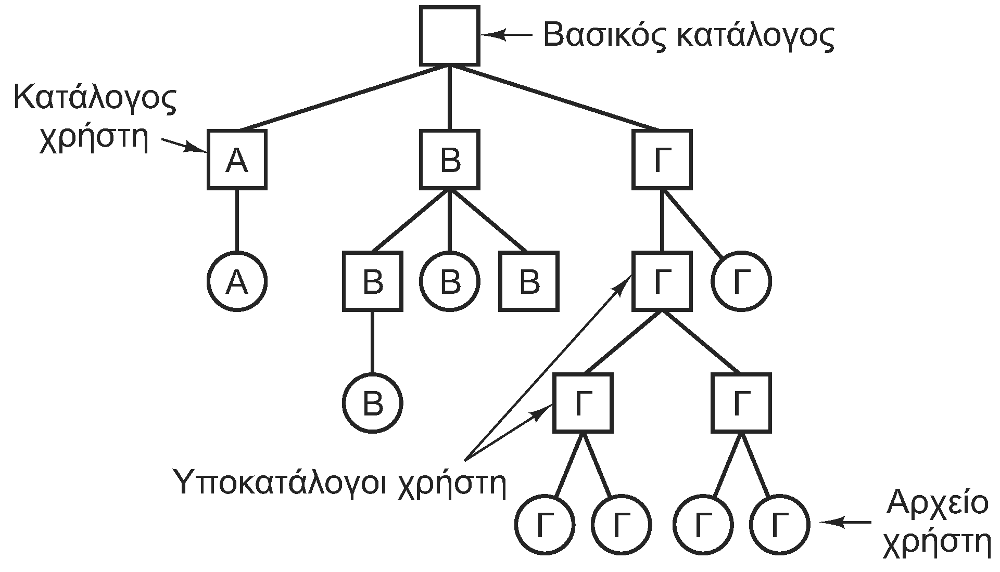 Βασικός κατάλογος
Κατάλογος
χρήστη
Α
Β
Γ
Α
Β
Β
Β
Γ
Γ
Β
Γ
Γ
Υποκατάλογοι χρήστη
Γ
Γ
Γ
Γ
Αρχείο
χρήστη